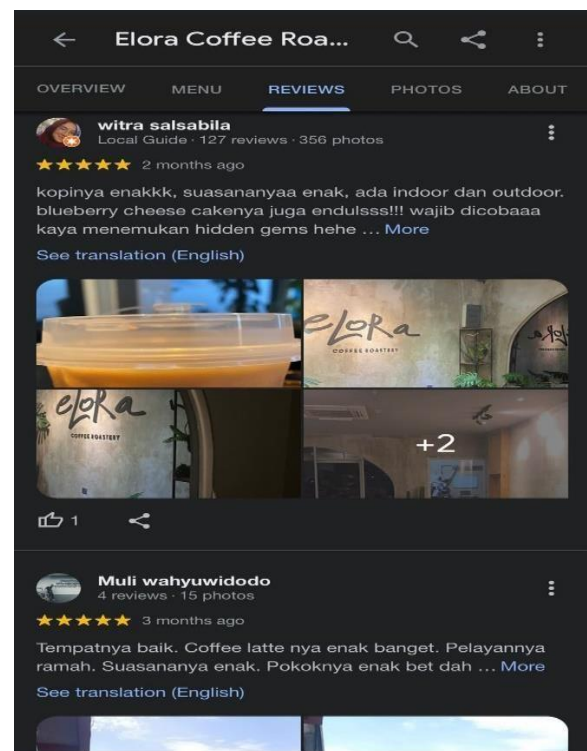 Elora Coffee Roa...
OVERVIEW MENU REVIEWS PHOTOS ABOUT
witra salsabila
Local Guide · 127 reviews · 356 photos
2 months ago
kopinya enakkk, suasananyaa enak, ada indoor dan outdoor.
blueberry cheese cakenya juga endulsss!!! wajib dicobaaa
kaya menemukan hidden gems hehe ... More
See translation (English)
elora
COFFEE ROASTERY
elora
elora
COFFEE ROASTERY
+2
1
Muli wahyuwidodo
4 reviews · 15 photos
3 months ago
Tempatnya baik. Coffee latte nya enak banget. Pelayannya
ramah. Suasananya enak. Pokoknya enak bet dah ... More
See translation (English)